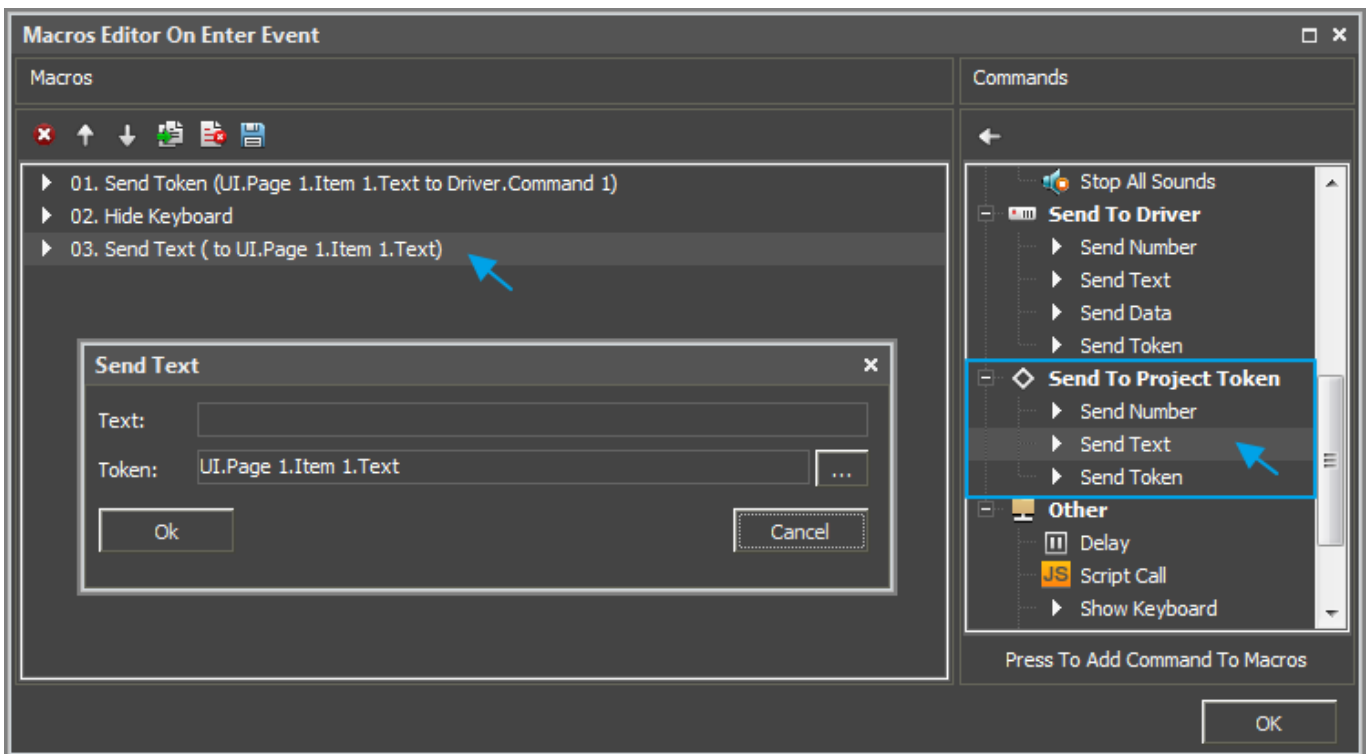 Macros Editor On Enter Event
Macros
Commands
01. Send Token (UI.Page 1.Item 1.Text to Driver.Command 1)
02. Hide Keyboard
03. Send Text ( to UI.Page 1.Item 1.Text)
Send Text
Text:
Token:
UI.Page 1.Item 1.Text
...
Ok
Cancel
Stop All Sounds
Send To Driver
Send Number
Send Text
Send Data
Send Token
Send To Project Token
Send Number
Send Text
Send Token
Other
Delay
JS Script Call
Show Keyboard
Press To Add Command To Macros
OK